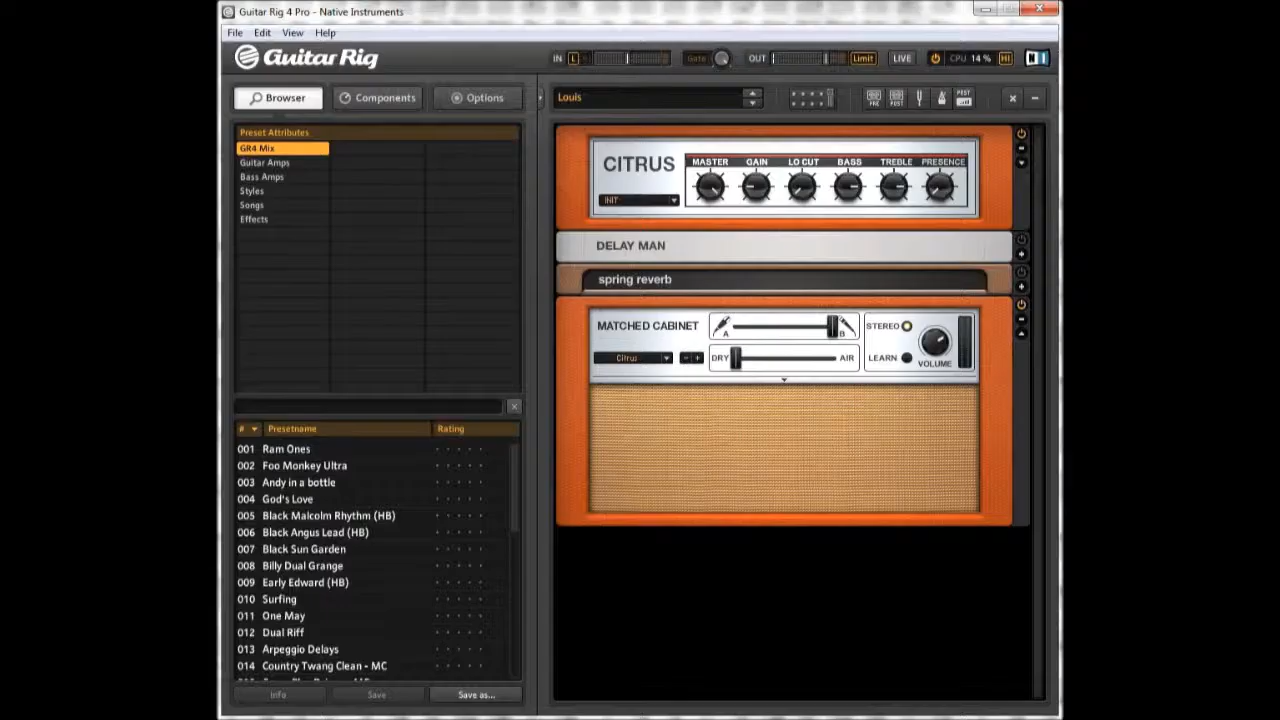 Guitar Rig 4 Pro - Native Instruments
File Edit View Help
Guitar Rig
IN L Gate OUT Limit LIVE CPU 14 % HI
Browser Components Options
Louis
PRE POST
Preset Attributes
GR4 Mix
Guitar Amps
Bass Amps
Styles
Songs
Effects
CITRUS
INIT
MASTER GAIN LO CUT BASS TREBLE PRESENCE
DELAY MAN
spring reverb
MATCHED CABINET
A B
STEREO
Citrus - +
DRY AIR
LEARN
VOLUME
# Presetname Rating
001 Ram Ones
002 Foo Monkey Ultra
003 Andy in a bottle
004 God's Love
005 Black Malcolm Rhythm (HB)
006 Black Angus Lead (HB)
007 Black Sun Garden
008 Billy Dual Grange
009 Early Edward (HB)
010 Surfing
011 One May
012 Dual Riff
013 Arpeggio Delays
014 Country Twang Clean - MC
Info Save Save as...